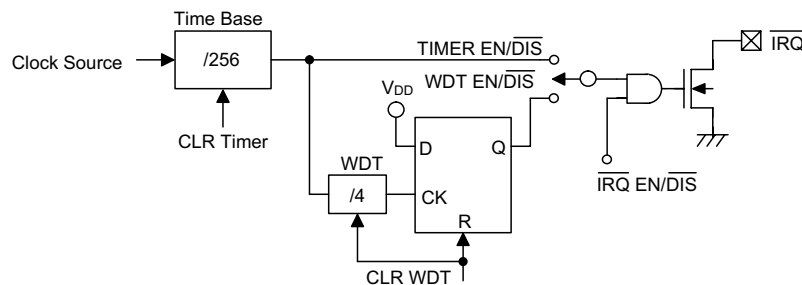 Time Base
Clock Source
/256
CLR Timer
TIMER EN/DIS
WDT EN/DIS
IRQ
VDD
D
Q
WDT
/4
CK
R
IRQ EN/DIS
CLR WDT